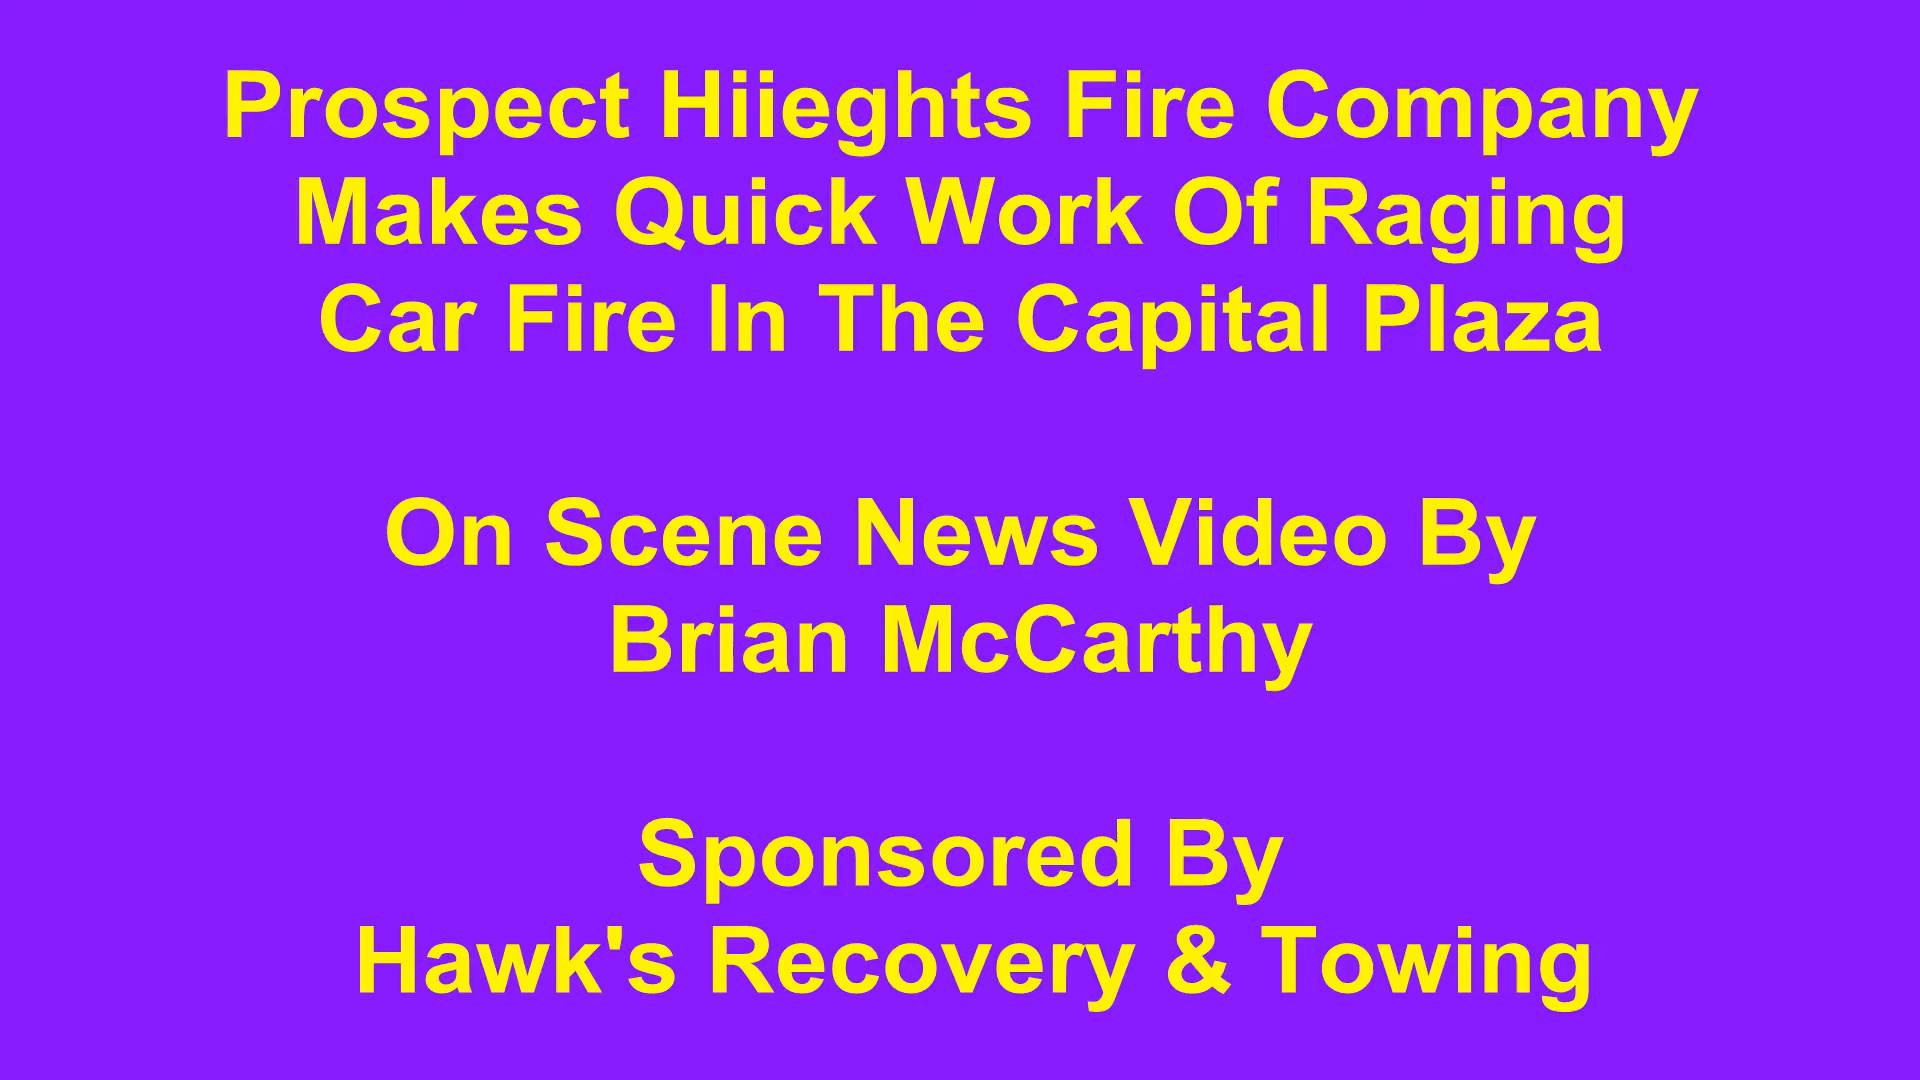 Prospect Hiieghts Fire Company
Makes Quick Work Of Raging
Car Fire In The Capital Plaza
On Scene News Video By
Brian McCarthy
Sponsored By
Hawk's Recovery & Towing